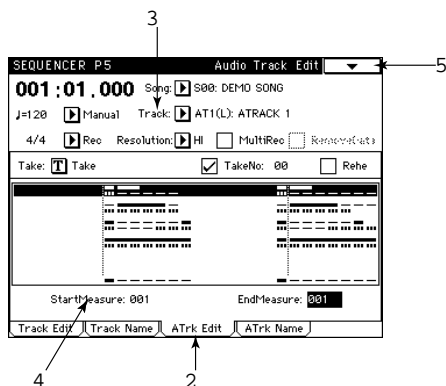 3
SEQUENCER P5 Audio Track Edit
5
001:01.000 Song: S00: DEMO SONG
♩=120 Manual Track: AT1(L): ATRACK 1
4/4 Rec Resolution: HI MultiRec RemoveData
Take: T Take TakeNo: 00 Rehe
StartMeasure: 001 EndMeasure: 001
Track Edit Track Name ATrk Edit ATrk Name
4 2